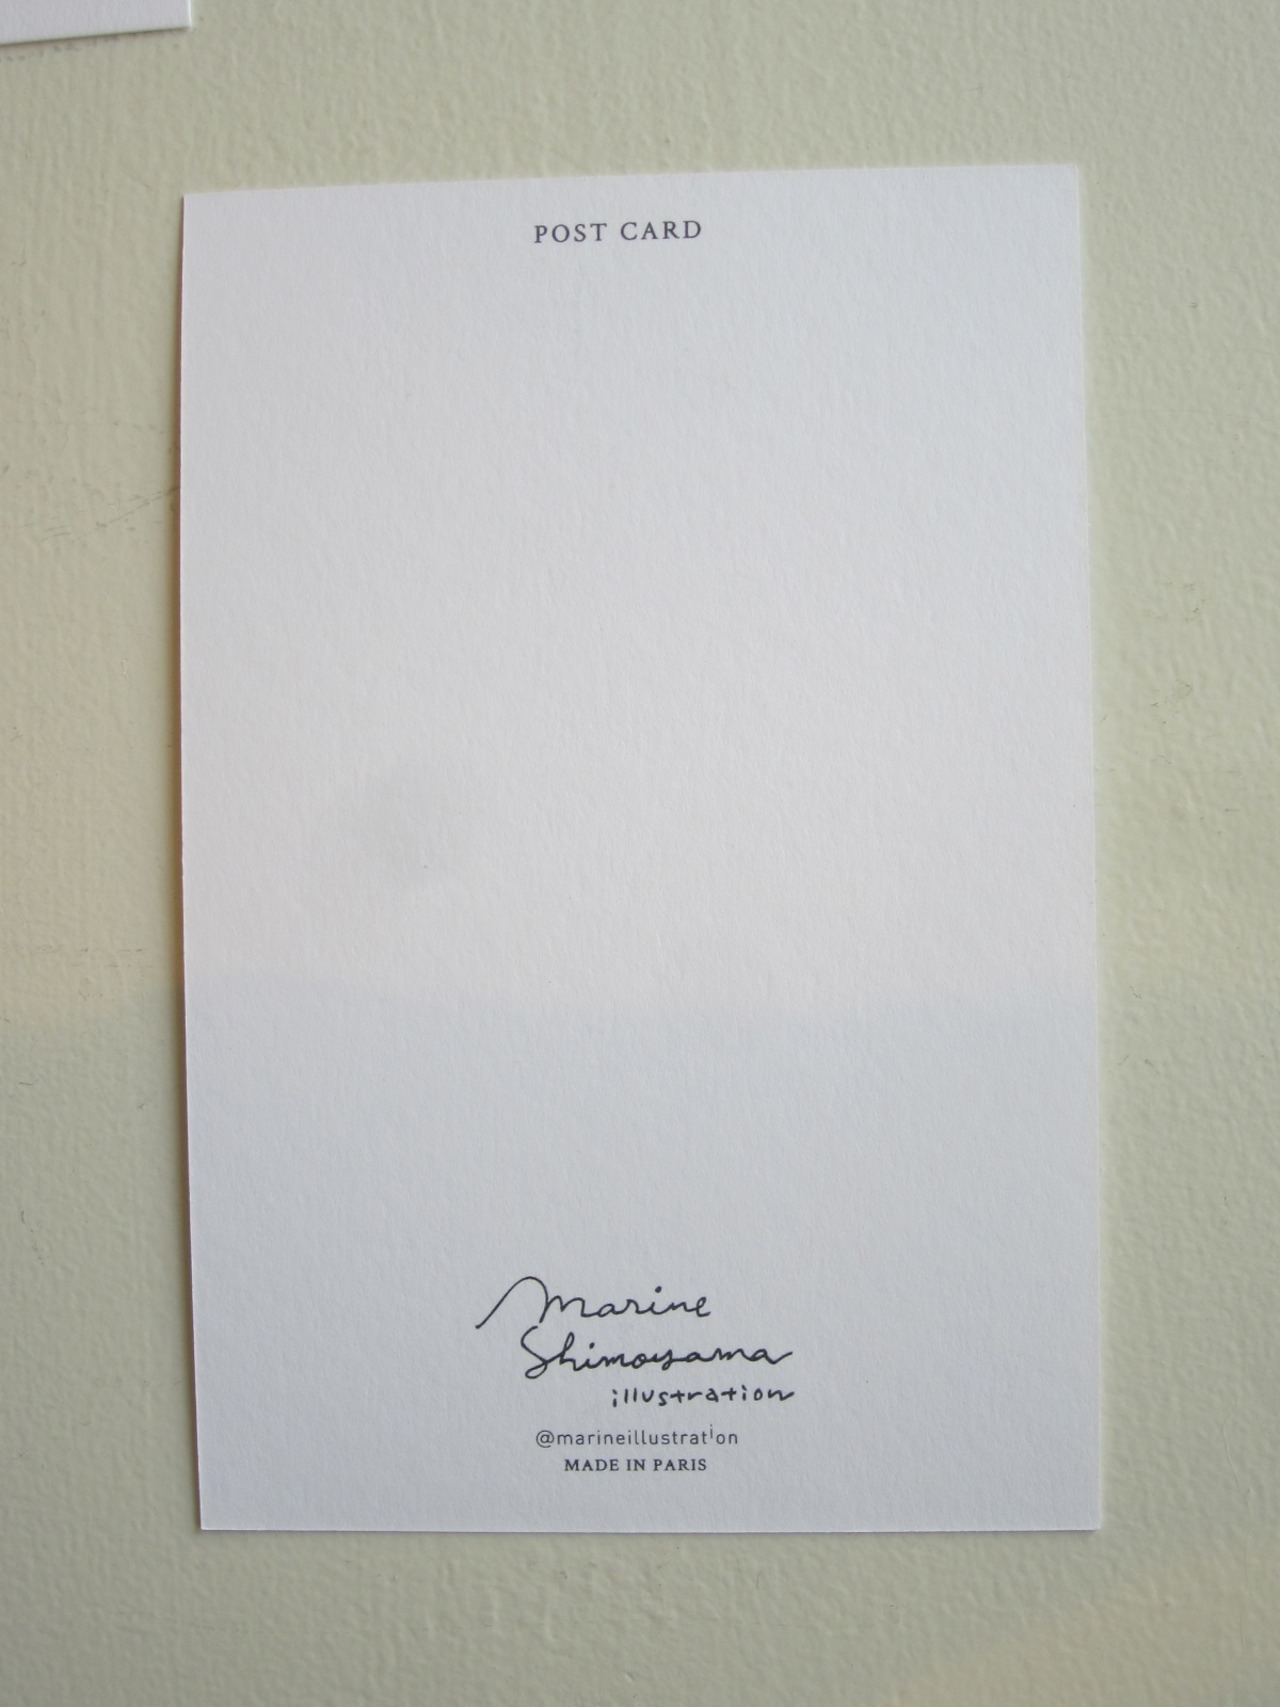 POST CARD
Marine
Shimoyama
illustration
@marineillustration
MADE IN PARIS